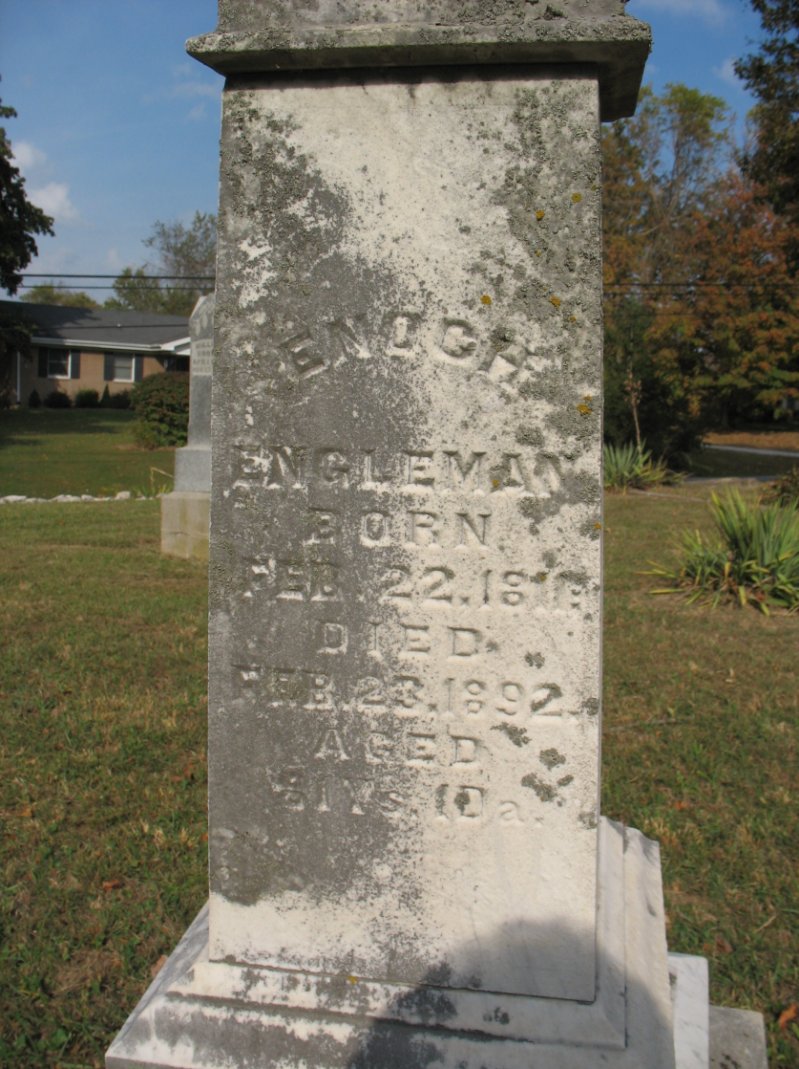 ENOCH
ENGLEMAN
BORN
FEB. 22. 1811.
DIED
FEB. 23. 1892.
AGED
81Ys 1Da.